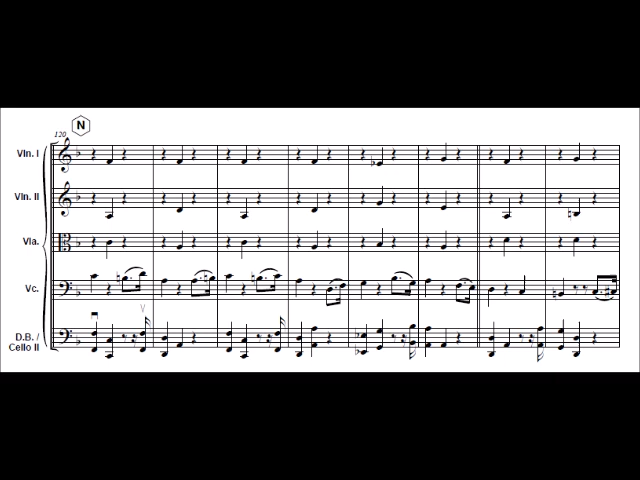 N
120
Vln. I
Vln. II
Vla.
Vc.
D.B. /
Cello II